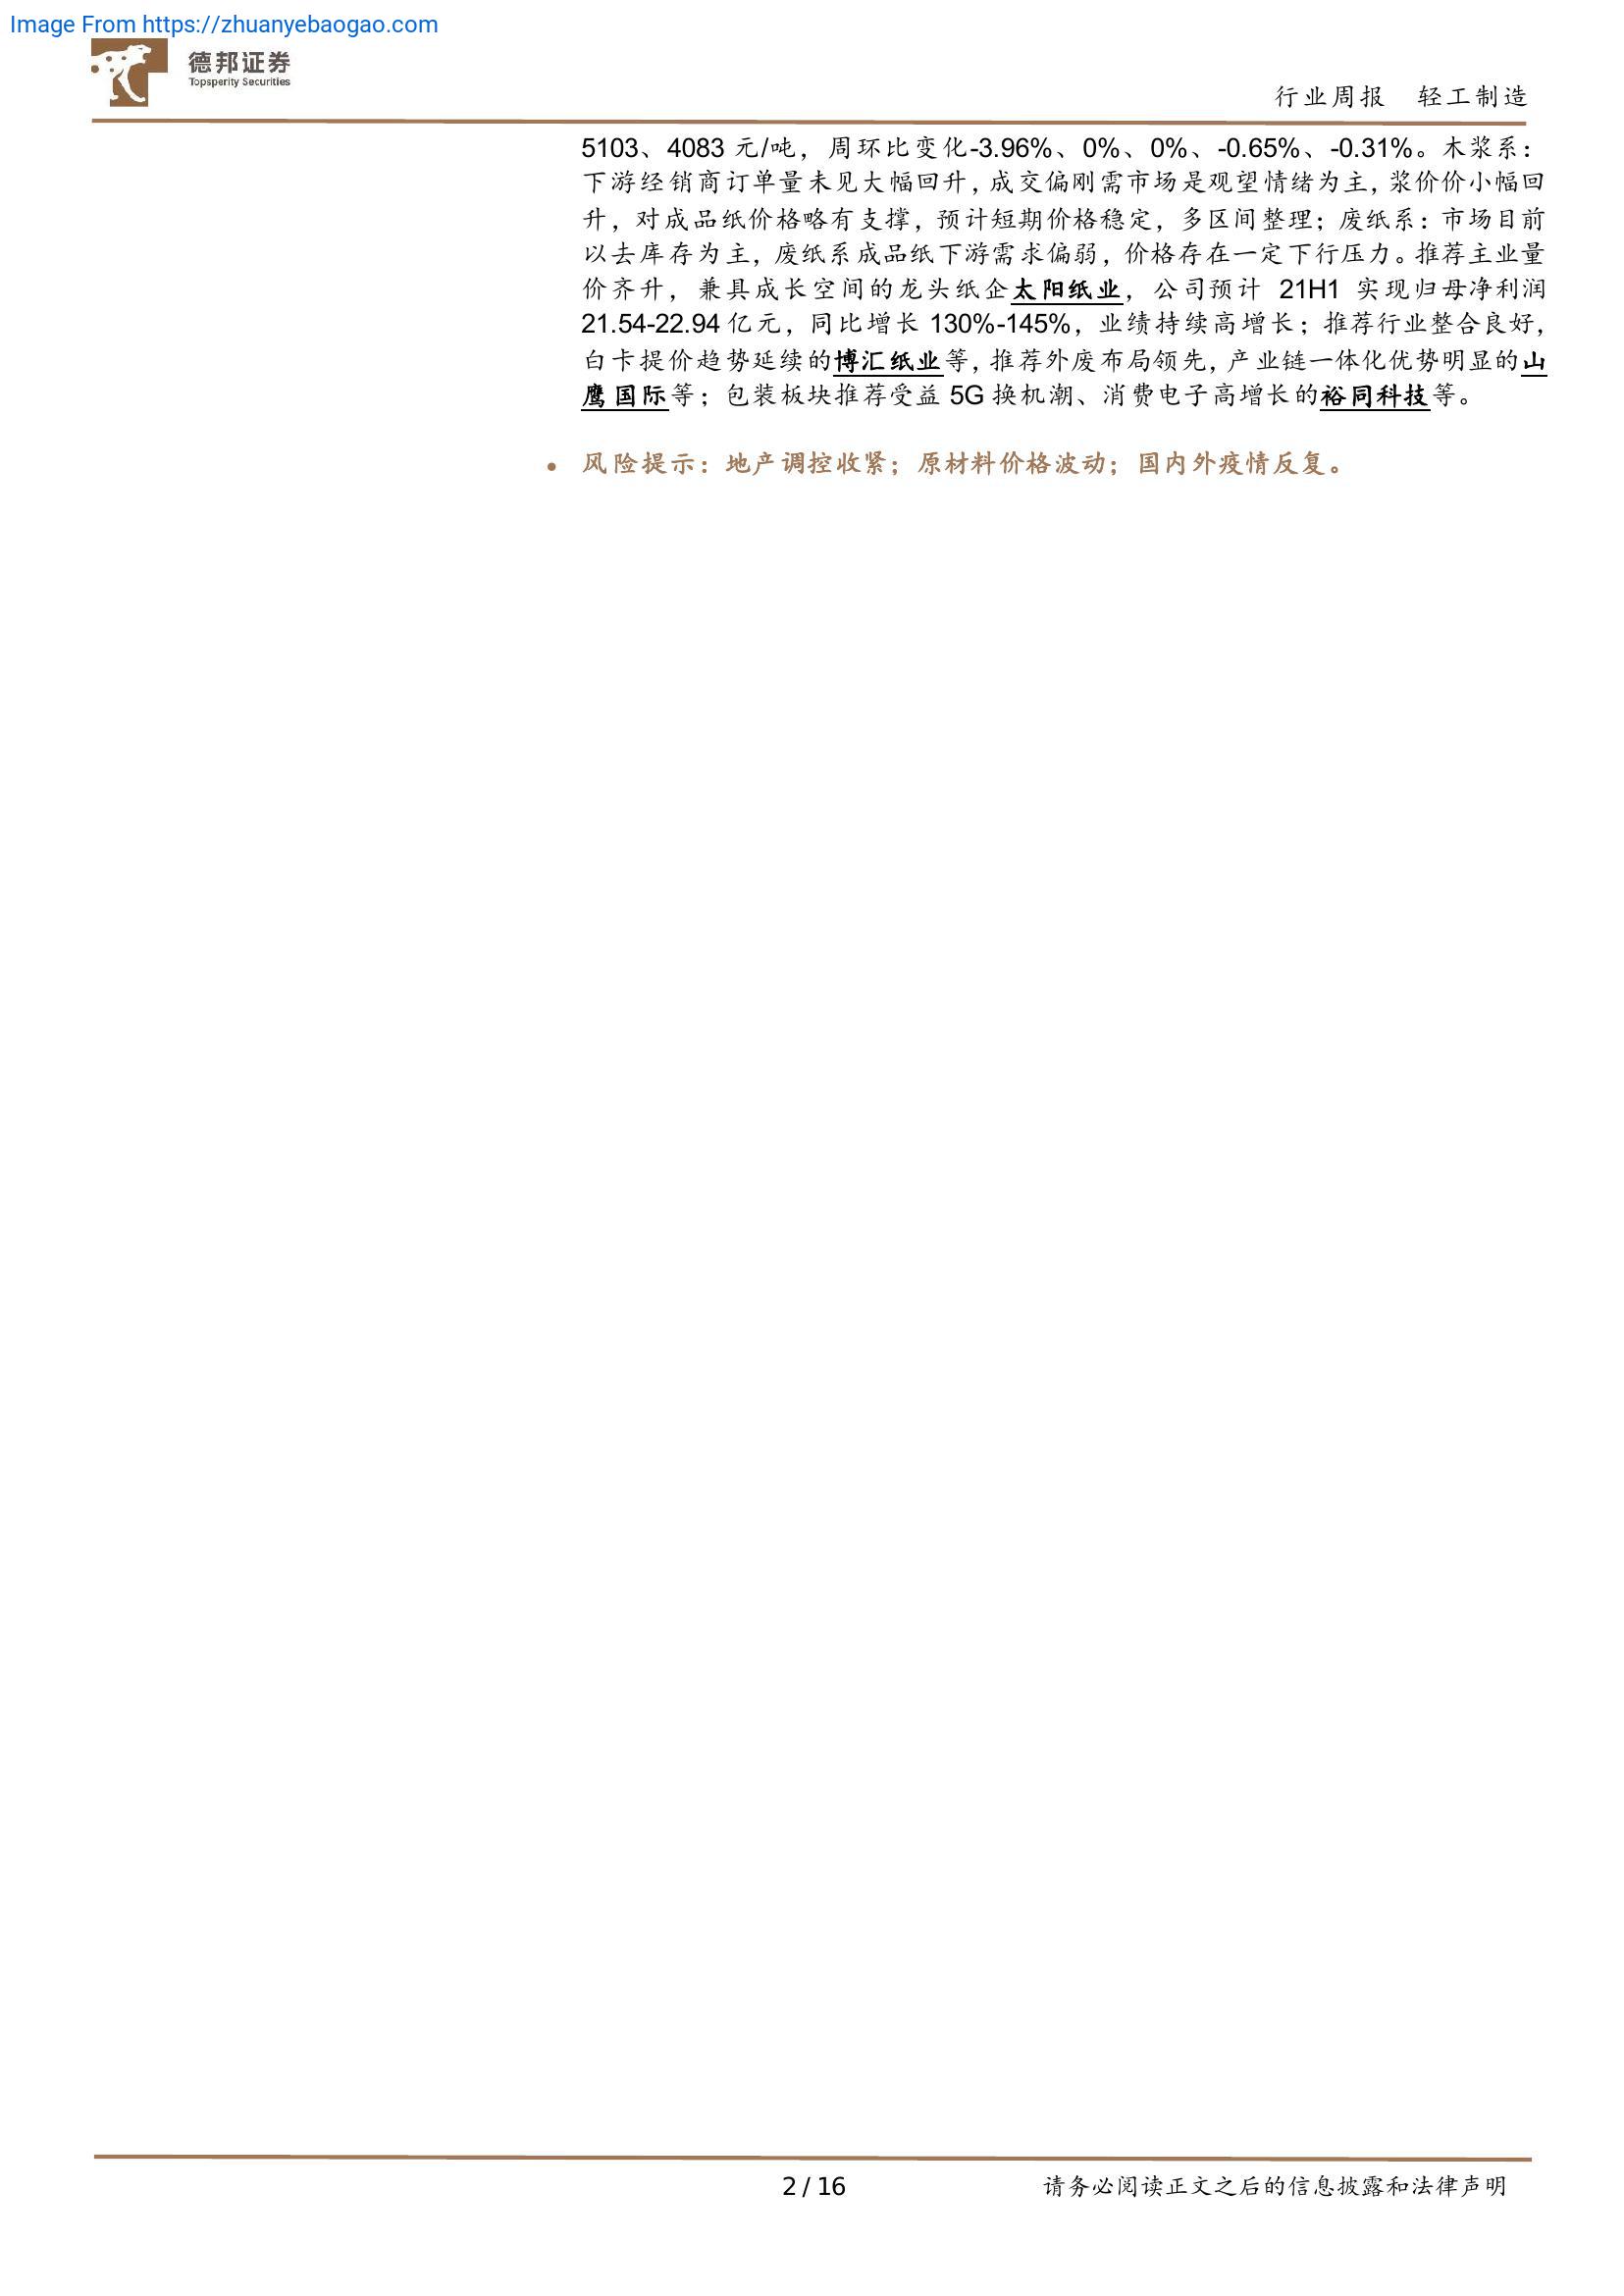 Image From https://zhuanyebaogao.com
德邦证券
Topsperity Securities
行业周报 轻工制造
5103、4083 元/吨，周环比变化-3.96%、0%、0%、-0.65%、-0.31%。木浆系：
下游经销商订单量未见大幅回升，成交偏刚需市场是观望情绪为主，浆价价小幅回
升，对成品纸价格略有支撑，预计短期价格稳定，多区间整理；废纸系：市场目前
以去库存为主，废纸系成品纸下游需求偏弱，价格存在一定下行压力。推荐主业量
价齐升，兼具成长空间的龙头纸企太阳纸业，公司预计 21H1 实现归母净利润
21.54-22.94 亿元，同比增长 130%-145%，业绩持续高增长；推荐行业整合良好，
白卡提价趋势延续的博汇纸业等，推荐外废布局领先，产业链一体化优势明显的山
鹰国际等；包装板块推荐受益 5G 换机潮、消费电子高增长的裕同科技等。
• 风险提示：地产调控收紧；原材料价格波动；国内外疫情反复。
2 / 16
请务必阅读正文之后的信息披露和法律声明